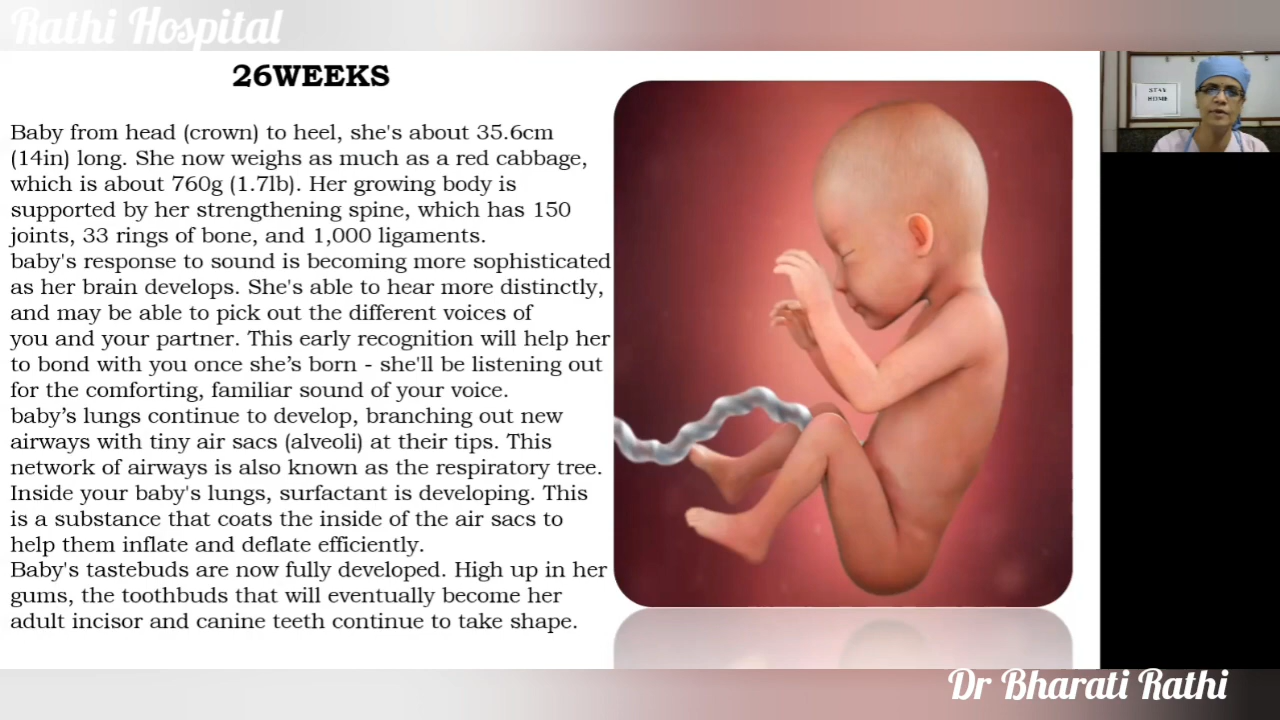 Rathi Hospital
26WEEKS
Baby from head (crown) to heel, she's about 35.6cm
(14in) long. She now weighs as much as a red cabbage,
which is about 760g (1.7lb). Her growing body is
supported by her strengthening spine, which has 150
joints, 33 rings of bone, and 1,000 ligaments.
baby's response to sound is becoming more sophisticated
as her brain develops. She's able to hear more distinctly,
and may be able to pick out the different voices of
you and your partner. This early recognition will help her
to bond with you once she’s born - she'll be listening out
for the comforting, familiar sound of your voice.
baby’s lungs continue to develop, branching out new
airways with tiny air sacs (alveoli) at their tips. This
network of airways is also known as the respiratory tree.
Inside your baby's lungs, surfactant is developing. This
is a substance that coats the inside of the air sacs to
help them inflate and deflate efficiently.
Baby's tastebuds are now fully developed. High up in her
gums, the toothbuds that will eventually become her
adult incisor and canine teeth continue to take shape.
STAY
HOME
Dr Bharati Rathi